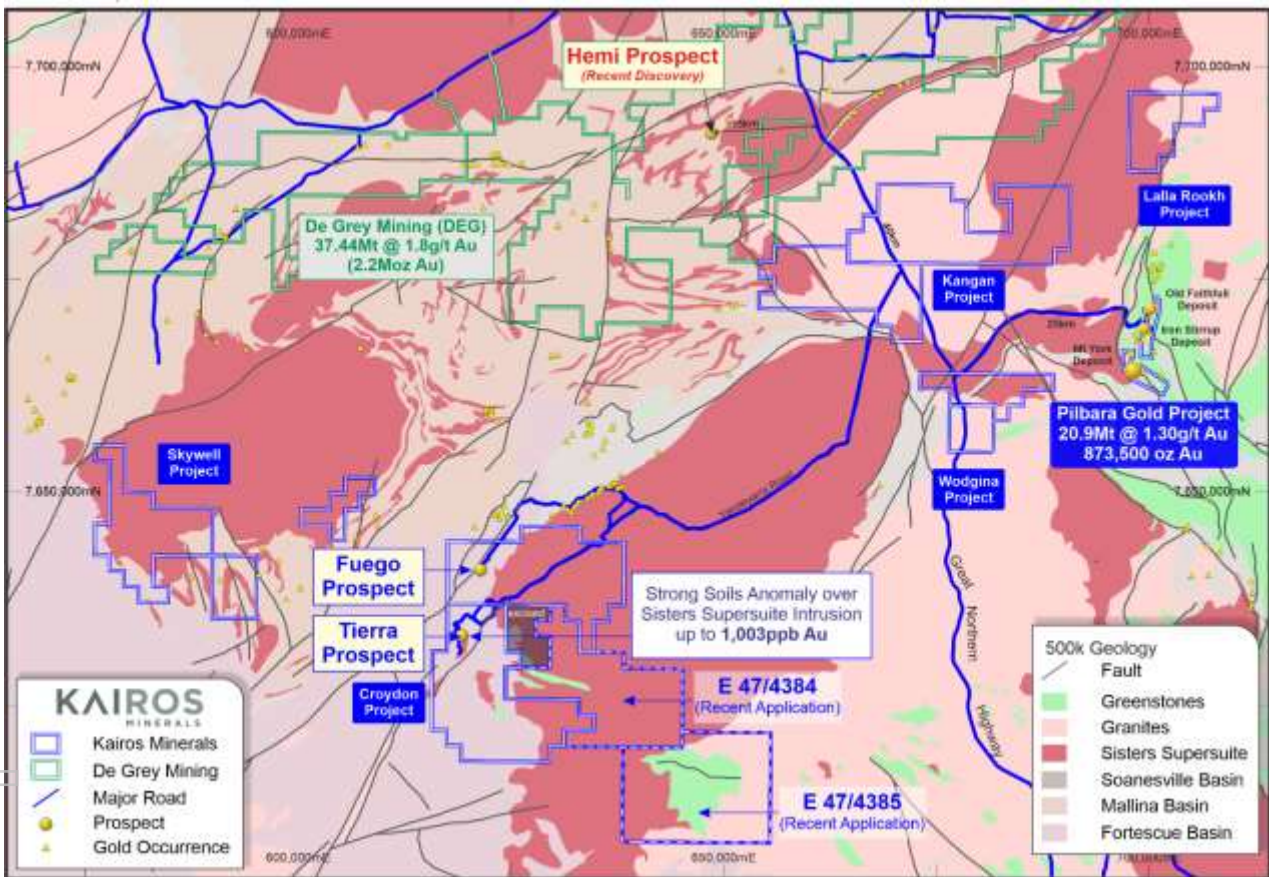 600,000mE
650,000mE
700,000mE
7,700,000mN
7,700,000mN
Hemi Prospect
(Recent Discovery)
De Grey Mining (DEG)
37.44Mt @ 1.8g/t Au
(2.2Moz Au)
Lalla Rookh
Project
Kangan
Project
Old Faithfull
Deposit
Iron Stirrup
Deposit
25km
Mt York
Deposit
Pilbara Gold Project
20.9Mt @ 1.30g/t Au
873,500 oz Au
Skywell
Project
7,650,000mN
7,650,000mN
Wodgina
Project
Fuego
Prospect
Strong Soils Anomaly over
Sisters Supersuite Intrusion
up to 1,003ppb Au
Great Northern Highway
Tierra
Prospect
Croydon
Project
E 47/4384
(Recent Application)
E 47/4385
(Recent Application)
KAIROS
MINERALS
Kairos Minerals
De Grey Mining
Major Road
Prospect
Gold Occurrence
500k Geology
Fault
Greenstones
Granites
Sisters Supersuite
Soanesville Basin
Mallina Basin
Fortescue Basin
600,000mE
650,000mE
700,000mE